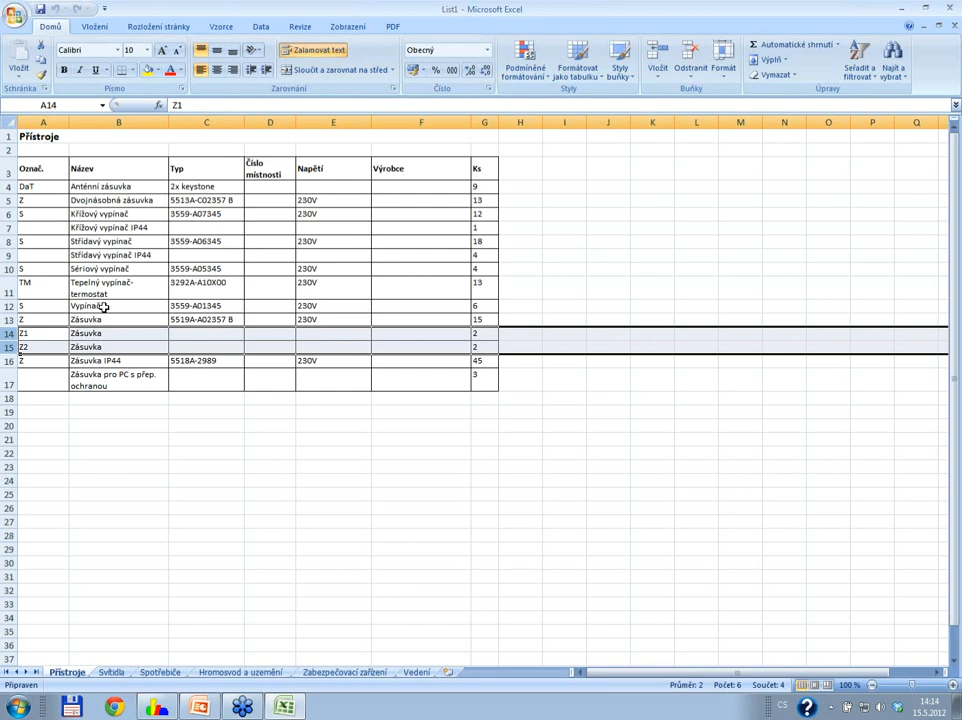 List1 - Microsoft Excel
Domů Vložení Rozložení stránky Vzorce Data Revize Zobrazení PDF
Vložit
Calibri 10
Zalamovat text
Obecný
Automatické shrnutí
Výplň
Vymazat
Sloučit a zarovnat na střed
Podmíněné formátování
Formátovat jako tabulku
Styly buňky
Vložit Odstranit Formát
Seřadit a filtrovat
Najít a vybrat
Schránka Písmo Zarovnání Číslo Styly Buňky Úpravy
A14 fx Z1
A B C D E F G H I J K L M N O P Q
1 Přístroje
2
3 Označ. Název Typ Číslo místnosti Napětí Výrobce Ks
4 DaT Anténní zásuvka 2x keystone 9
5 Z Dvojnásobná zásuvka 5513A-C02357 B 230V 13
6 S Křížový vypínač 3559-A07345 230V 12
7 Křížový vypínač IP44 1
8 S Střídavý vypínač 3559-A06345 230V 18
9 Střídavý vypínač IP44 4
10 S Sériový vypínač 3559-A05345 230V 4
11 TM Tepelný vypínač-termostat 3292A-A10X00 230V 13
12 S Vypínač 3559-A01345 230V 6
13 Z Zásuvka 5519A-A02357 B 230V 15
14 Z1 Zásuvka 2
15 Z2 Zásuvka 2
16 Z Zásuvka IP44 5518A-2989 230V 45
17 Zásuvka pro PC s přep. ochranou 3
18
19
20
21
22
23
24
25
26
27
28
29
30
31
32
33
34
35
36
37
Přístroje Svítidla Spotřebiče Hromosvod a uzemění Zabezpečovací zařízení Vedení
Připraven Průměr: 2 Počet: 6 Součet: 4 100 %
CS 14:14
15.5.2012